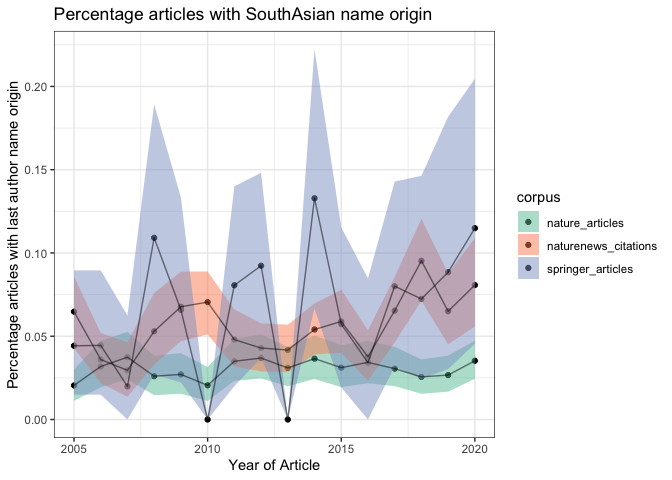 Percentage articles with SouthAsian name origin
Percentage articles with last author name origin
0.20
0.15
0.10
0.05
0.00
2005
2010
2015
2020
Year of Article
corpus
nature_articles
naturenews_citations
springer_articles